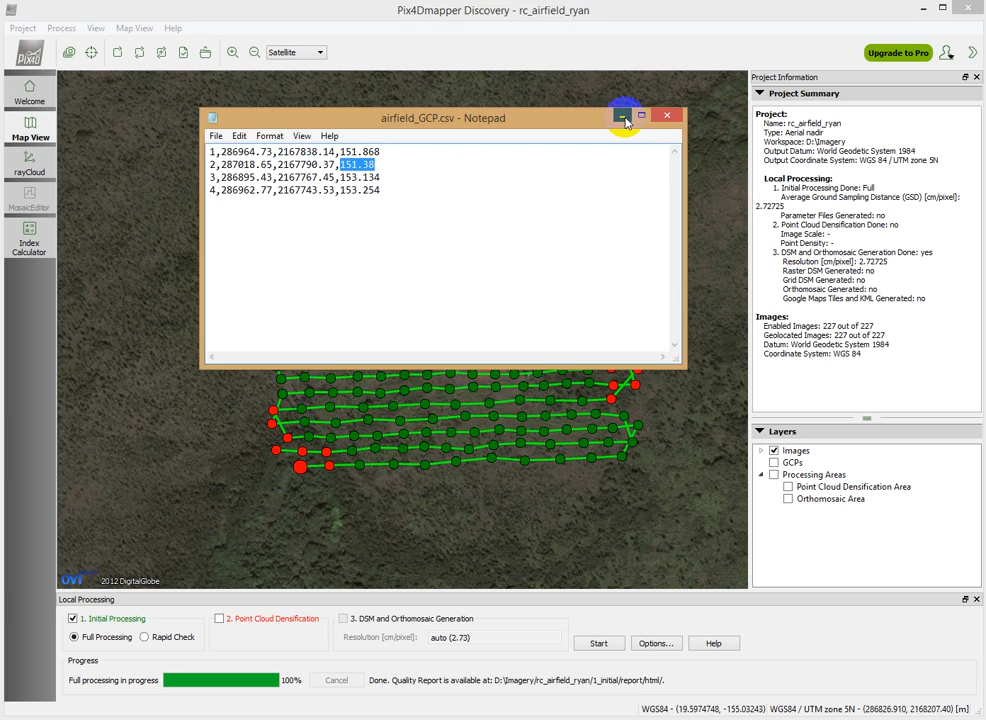 Pix4Dmapper Discovery - rc_airfield_ryan
Project Process View Map View Help
PIX4D
Satellite
Upgrade to Pro
Welcome
Map View
rayCloud
MosaicEditor
Index
Calculator
airfield_GCP.csv - Notepad
File Edit Format View Help
1,286964.73,2167838.14,151.868
2,287018.65,2167790.37,151.38
3,286895.43,2167767.45,153.134
4,286962.77,2167743.53,153.254
OVI 2012 DigitalGlobe
Project Information
Project Summary
Project:
Name: rc_airfield_ryan
Type: Aerial nadir
Workspace: D:\Imagery
Output Datum: World Geodetic System 1984
Output Coordinate System: WGS 84 / UTM zone 5N
Local Processing:
1. Initial Processing Done: Full
Average Ground Sampling Distance (GSD) [cm/pixel]:
2.72725
Parameter Files Generated: no
2. Point Cloud Densification Done: no
Image Scale: -
Point Density: -
3. DSM and Orthomosaic Generation Done: yes
Resolution [cm/pixel]: 2.72725
Raster DSM Generated: no
Grid DSM Generated: no
Orthomosaic Generated: no
Google Maps Tiles and KML Generated: no
Images:
Enabled Images: 227 out of 227
Geolocated Images: 227 out of 227
Datum: World Geodetic System 1984
Coordinate System: WGS 84
Layers
Images
GCPs
Processing Areas
Point Cloud Densification Area
Orthomosaic Area
Local Processing
1. Initial Processing
2. Point Cloud Densification
3. DSM and Orthomosaic Generation
Full Processing Rapid Check
Resolution [cm/pixel]: auto (2.73)
Start Options... Help
Progress
Full processing in progress 100% Cancel Done. Quality Report is available at: D:\Imagery/rc_airfield_ryan/1_initial/report/html/.
WGS84 - (19.5974748, -155.03243) WGS84 / UTM zone 5N - (286826.910, 2168207.40) [m]